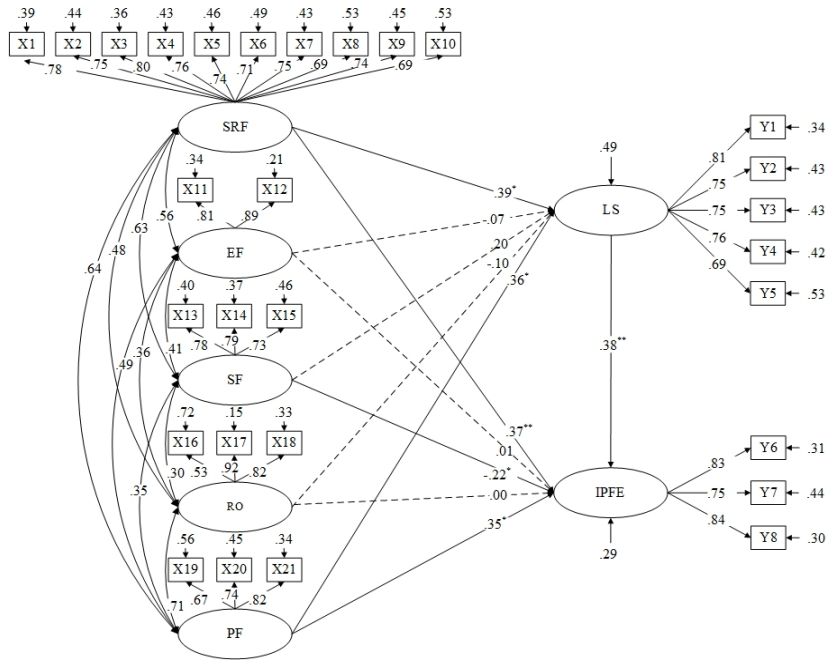 .39 .44 .36 .43 .46 .49 .43 .53 .45 .53
X1 X2 X3 X4 X5 X6 X7 X8 X9 X10
.78 .75 .80 .76 .74 .71 .75 .69 .74 .69
SRF
.34 .21
X11 X12
.81 .89
EF
.40 .37 .46
X13 X14 X15
.78 .79 .73
SF
.72 .15 .33
X16 X17 X18
.53 .92 .82
RO
.56 .45 .34
X19 X20 X21
.67 .74 .82
PF
.56
.63
.48
.64
.41
.36
.49
.30
.35
.71
.39*
-.07
.20
-.10
.36*
.37**
.01
-.22*
.00
.35*
.49
LS
.38**
IPFE
.29
.81 Y1 .34
.75 Y2 .43
.75 Y3 .43
.76 Y4 .42
.69 Y5 .53
.83 Y6 .31
.75 Y7 .44
.84 Y8 .30